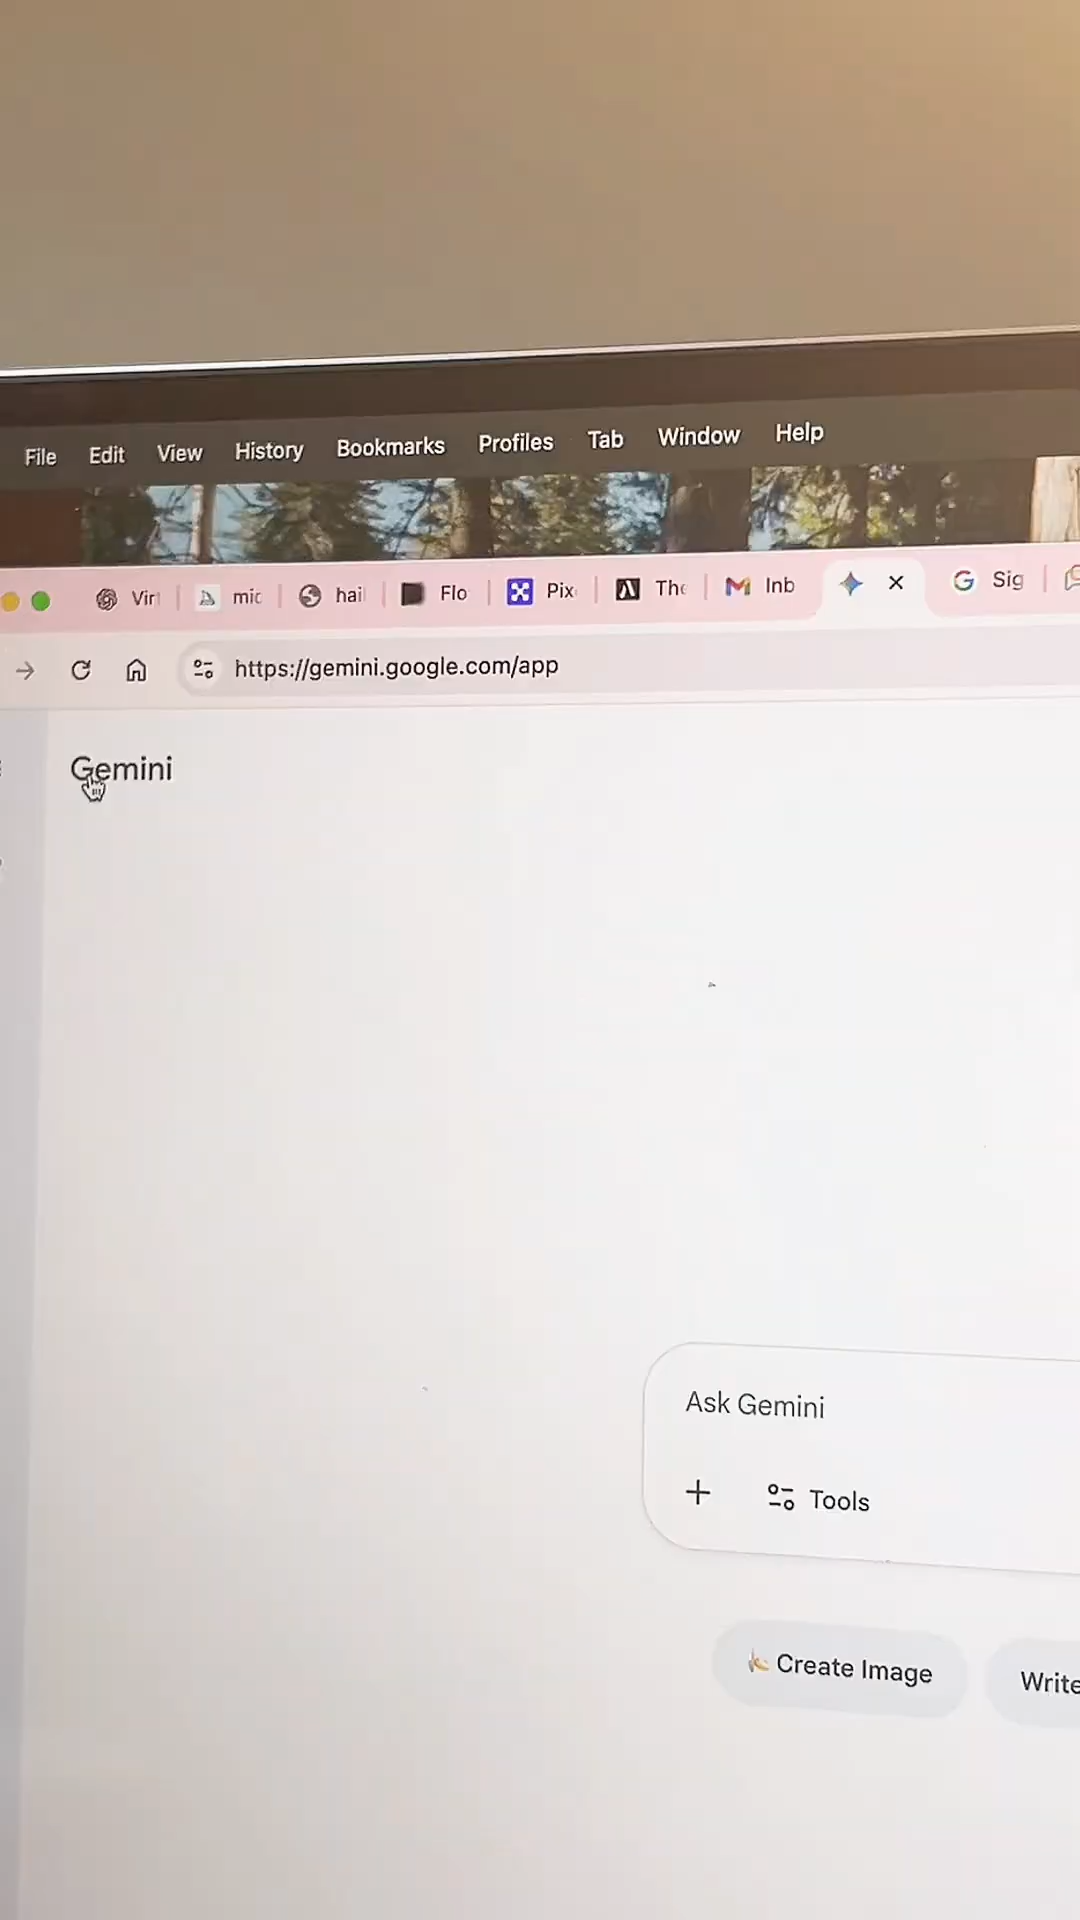 File Edit View History Bookmarks Profiles Tab Window Help
Vir mic hai Flo Pix The Inb Sig
https://gemini.google.com/app
Gemini
Ask Gemini
Tools
Create Image Write